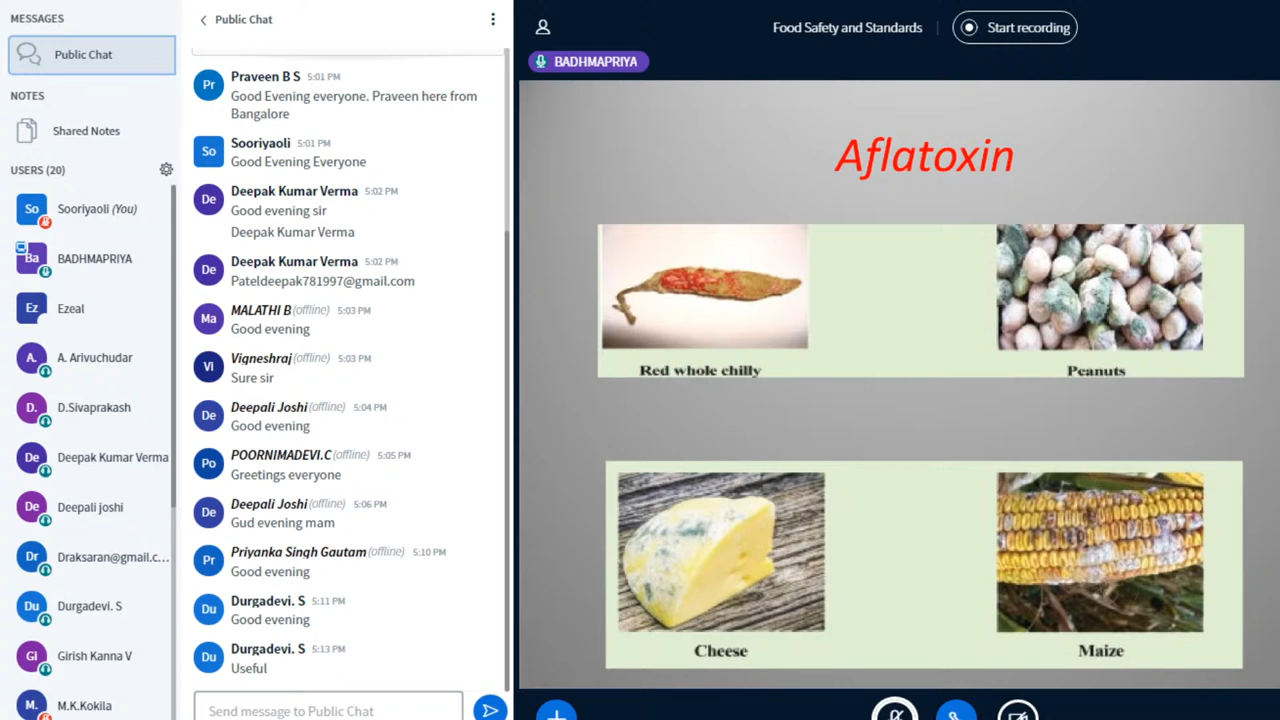 MESSAGES
Public Chat
NOTES
Shared Notes
USERS (20)
So
Sooriyaoli (You)
Ba
BADHMAPRIYA
Ez
Ezeal
A.
A. Arivuchudar
D.
D.Sivaprakash
De
Deepak Kumar Verma
De
Deepali joshi
Dr
Draksaran@gmail.c...
Du
Durgadevi. S
Gi
Girish Kanna V
M.
M.K.Kokila
Public Chat
Pr
Praveen B S 5:01 PM
Good Evening everyone. Praveen here from
Bangalore
So
Sooriyaoli 5:01 PM
Good Evening Everyone
De
Deepak Kumar Verma 5:02 PM
Good evening sir
Deepak Kumar Verma
De
Deepak Kumar Verma 5:02 PM
Pateldeepak781997@gmail.com
Ma
MALATHI B (offline) 5:03 PM
Good evening
Vi
Vigneshraj (offline) 5:03 PM
Sure sir
De
Deepali Joshi (offline) 5:04 PM
Good evening
Po
POORNIMADEVI.C (offline) 5:05 PM
Greetings everyone
De
Deepali Joshi (offline) 5:06 PM
Gud evening mam
Pr
Priyanka Singh Gautam (offline) 5:10 PM
Good evening
Du
Durgadevi. S 5:11 PM
Good evening
Du
Durgadevi. S 5:13 PM
Useful
Send message to Public Chat
Food Safety and Standards
Start recording
BADHMAPRIYA
Aflatoxin
Red whole chilly
Peanuts
Cheese
Maize